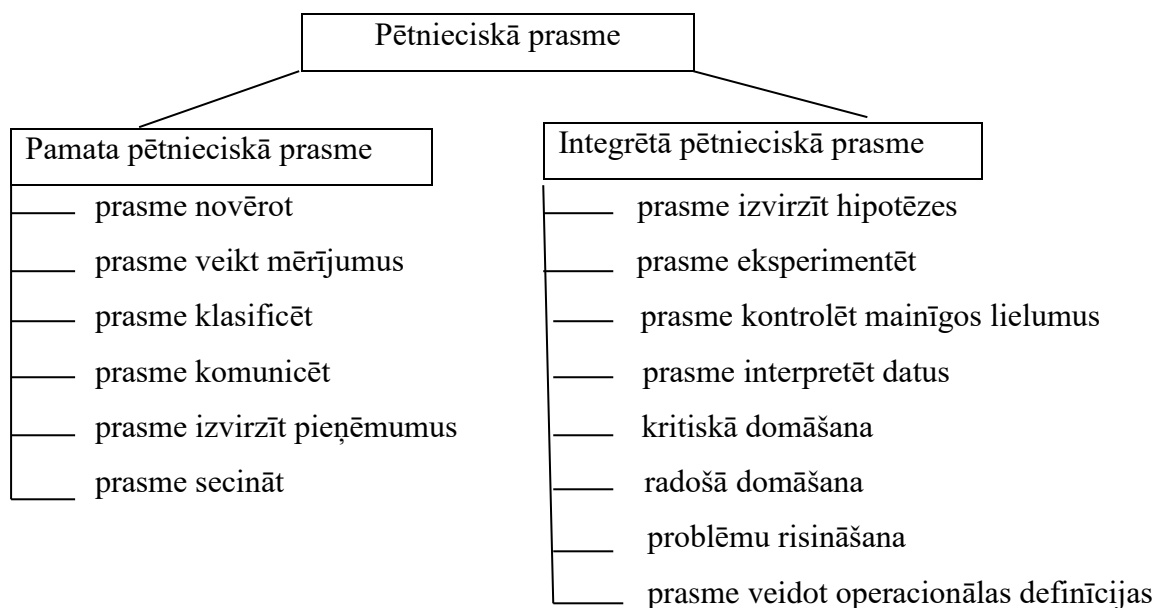 Pētnieciskā prasme
Pamata pētnieciskā prasme
prasme novērot
prasme veikt mērījumus
prasme klasificēt
prasme komunicēt
prasme izvirzīt pieņēmumus
prasme secināt
Integrētā pētnieciskā prasme
prasme izvirzīt hipotēzes
prasme eksperimentēt
prasme kontrolēt mainīgos lielumus
prasme interpretēt datus
kritiskā domāšana
radošā domāšana
problēmu risināšana
prasme veidot operacionālas definīcijas